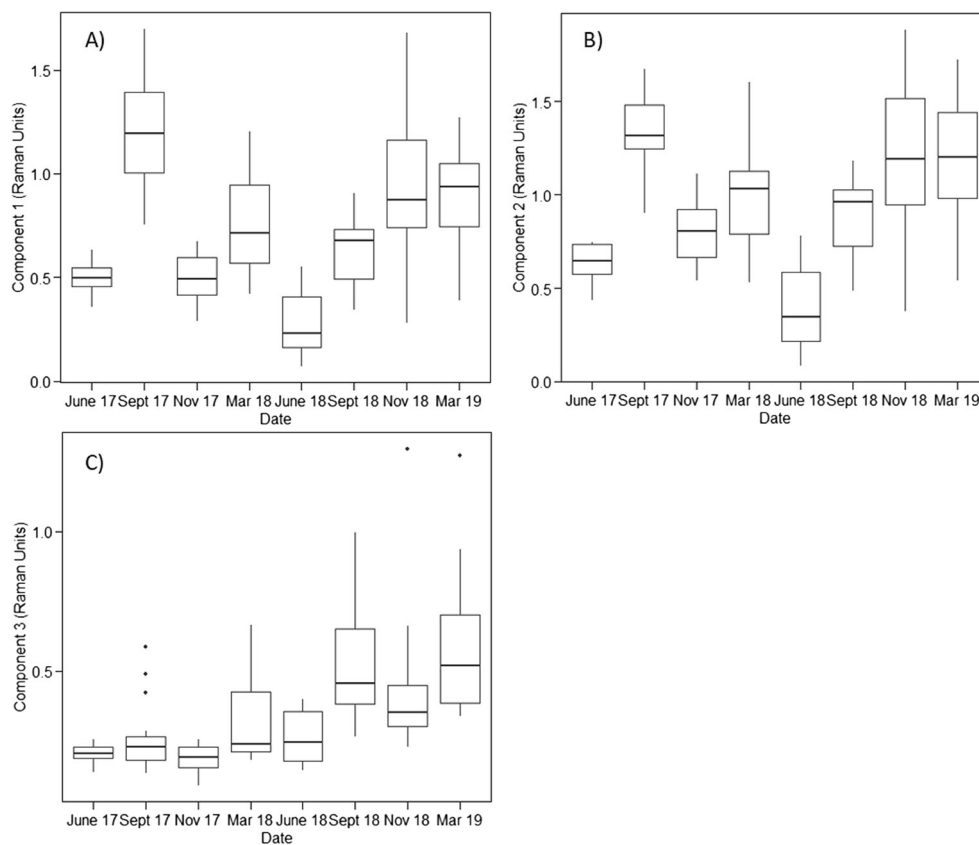 A)
Component 1 (Raman Units)
1.5
1.0
0.5
0.0
June 17 Sept 17 Nov 17 Mar 18 June 18 Sept 18 Nov 18 Mar 19
Date
B)
Component 2 (Raman Units)
1.5
1.0
0.5
0.0
June 17 Sept 17 Nov 17 Mar 18 June 18 Sept 18 Nov 18 Mar 19
Date
C)
Component 3 (Raman Units)
1.0
0.5
June 17 Sept 17 Nov 17 Mar 18 June 18 Sept 18 Nov 18 Mar 19
Date